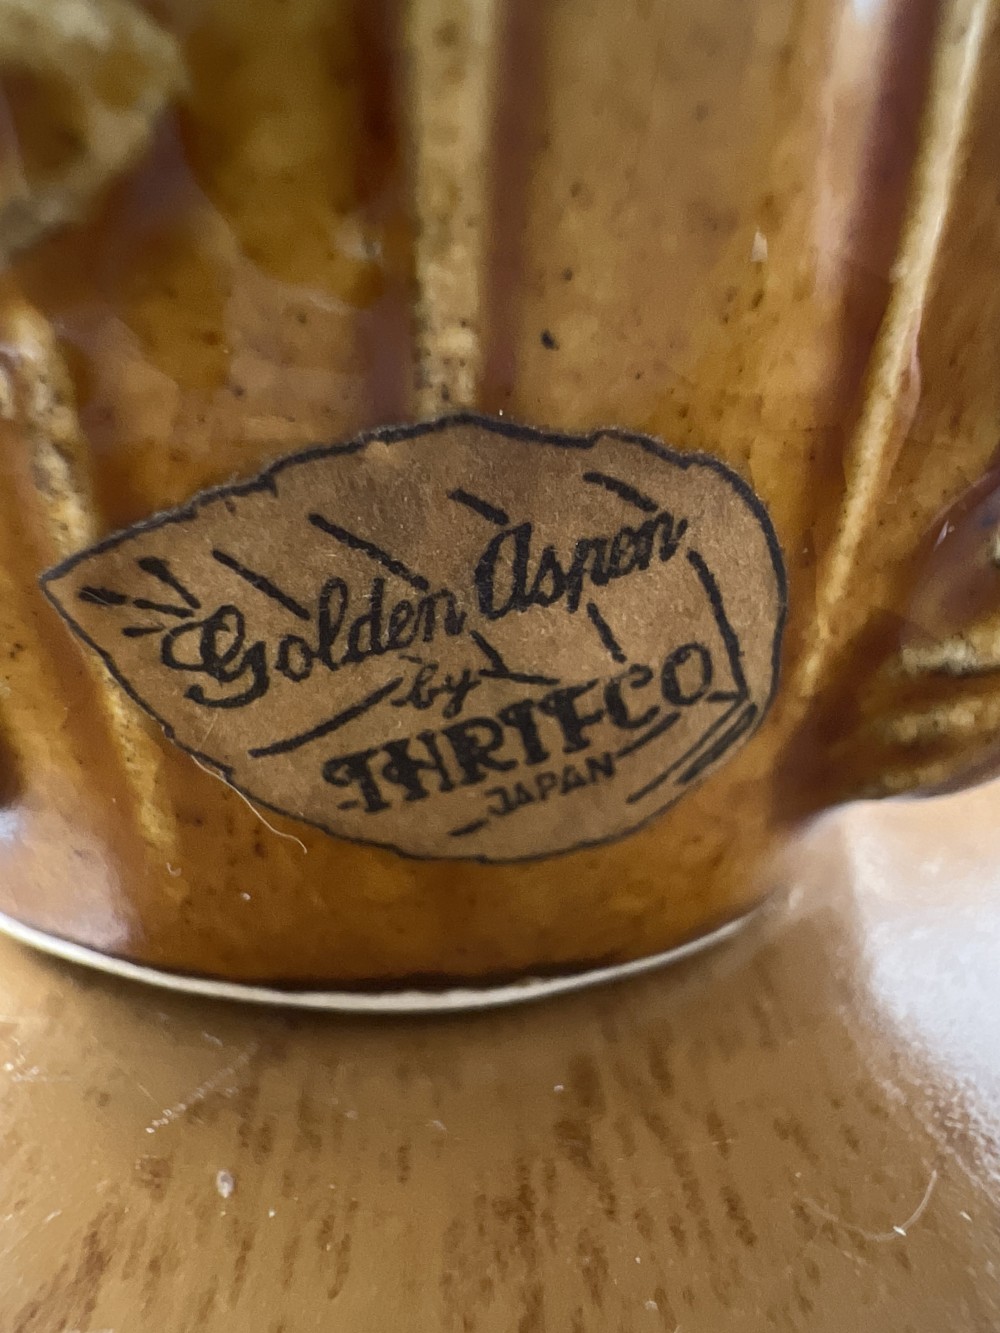 Golden Aspen
by
THRIFCO
JAPAN